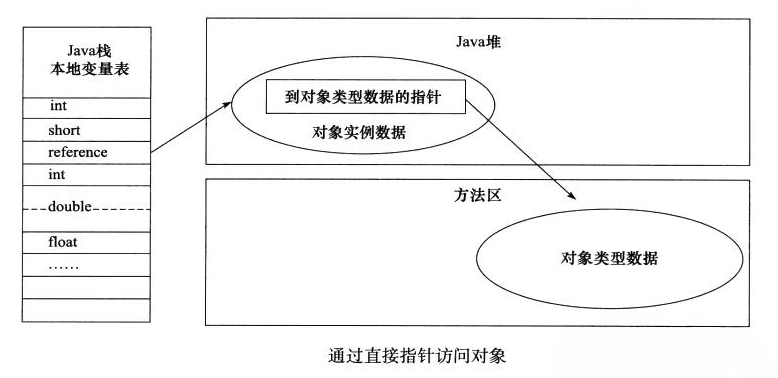 Java栈
本地变量表
int
short
reference
int
double
float
……
Java堆
到对象类型数据的指针
对象实例数据
方法区
对象类型数据
通过直接指针访问对象